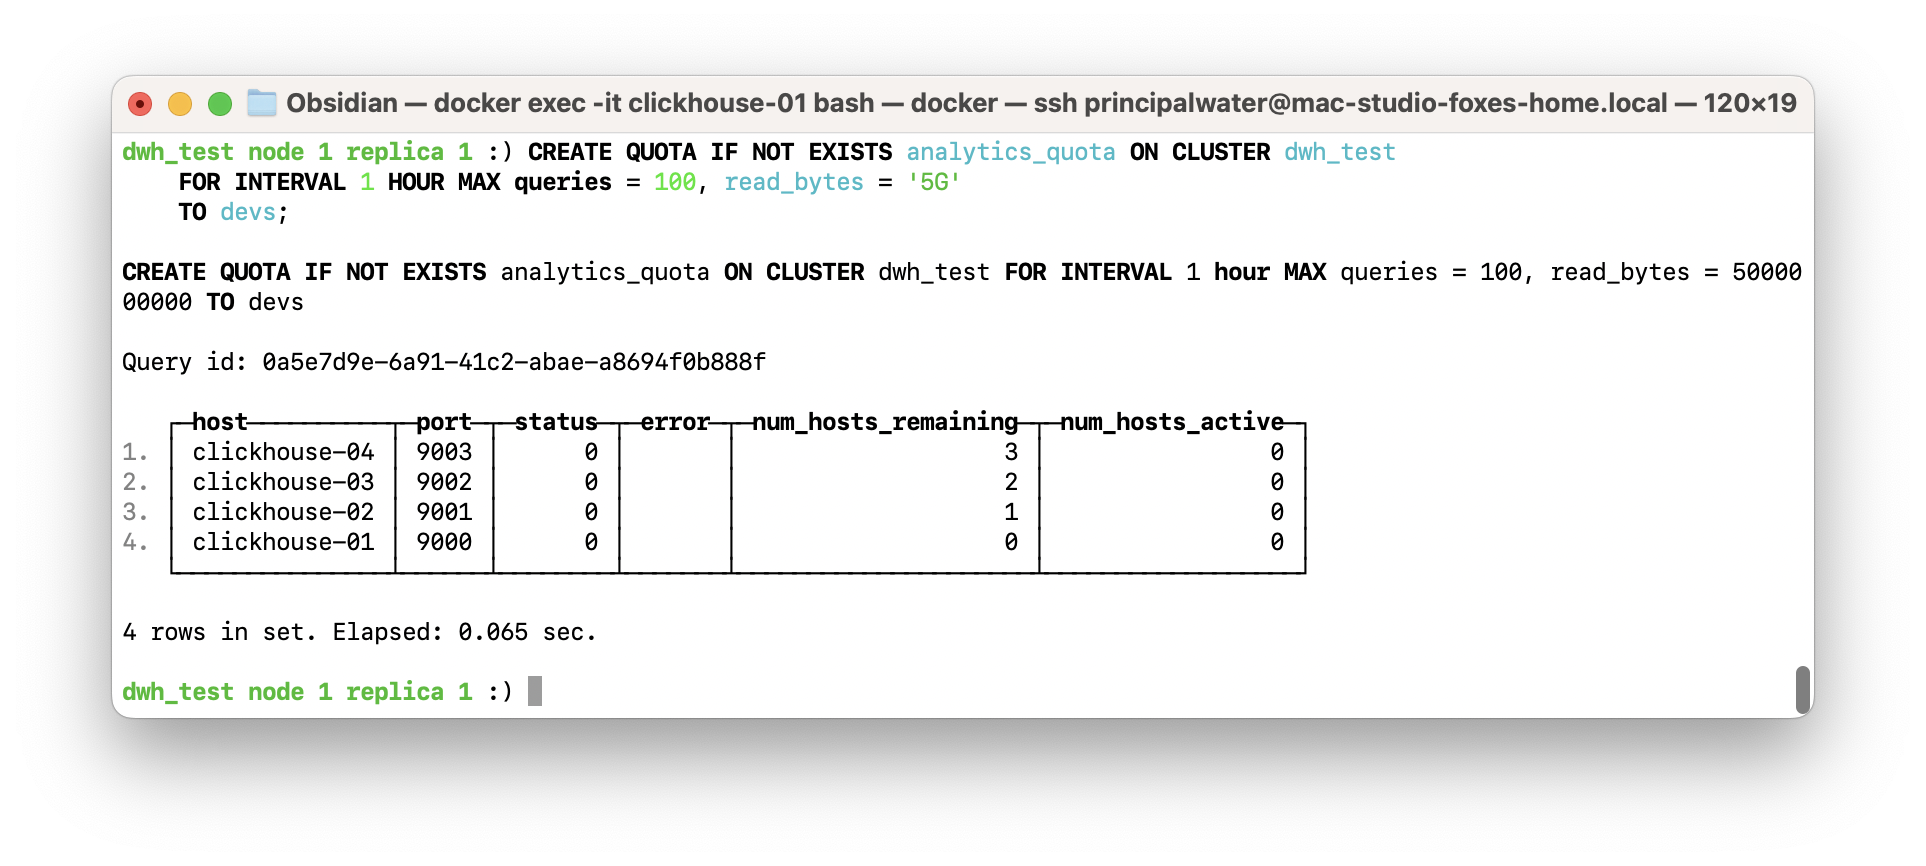 Obsidian — docker exec -it clickhouse-01 bash — docker — ssh principalwater@mac-studio-foxes-home.local — 120×19
dwh_test node 1 replica 1 :) CREATE QUOTA IF NOT EXISTS analytics_quota ON CLUSTER dwh_test
    FOR INTERVAL 1 HOUR MAX queries = 100, read_bytes = '5G'
    TO devs;
CREATE QUOTA IF NOT EXISTS analytics_quota ON CLUSTER dwh_test FOR INTERVAL 1 hour MAX queries = 100, read_bytes = 50000
00000 TO devs
Query id: 0a5e7d9e-6a91-41c2-abae-a8694f0b888f
host port status error num_hosts_remaining num_hosts_active
1. clickhouse-04 9003 0 3 0
2. clickhouse-03 9002 0 2 0
3. clickhouse-02 9001 0 1 0
4. clickhouse-01 9000 0 0 0
4 rows in set. Elapsed: 0.065 sec.
dwh_test node 1 replica 1 :)